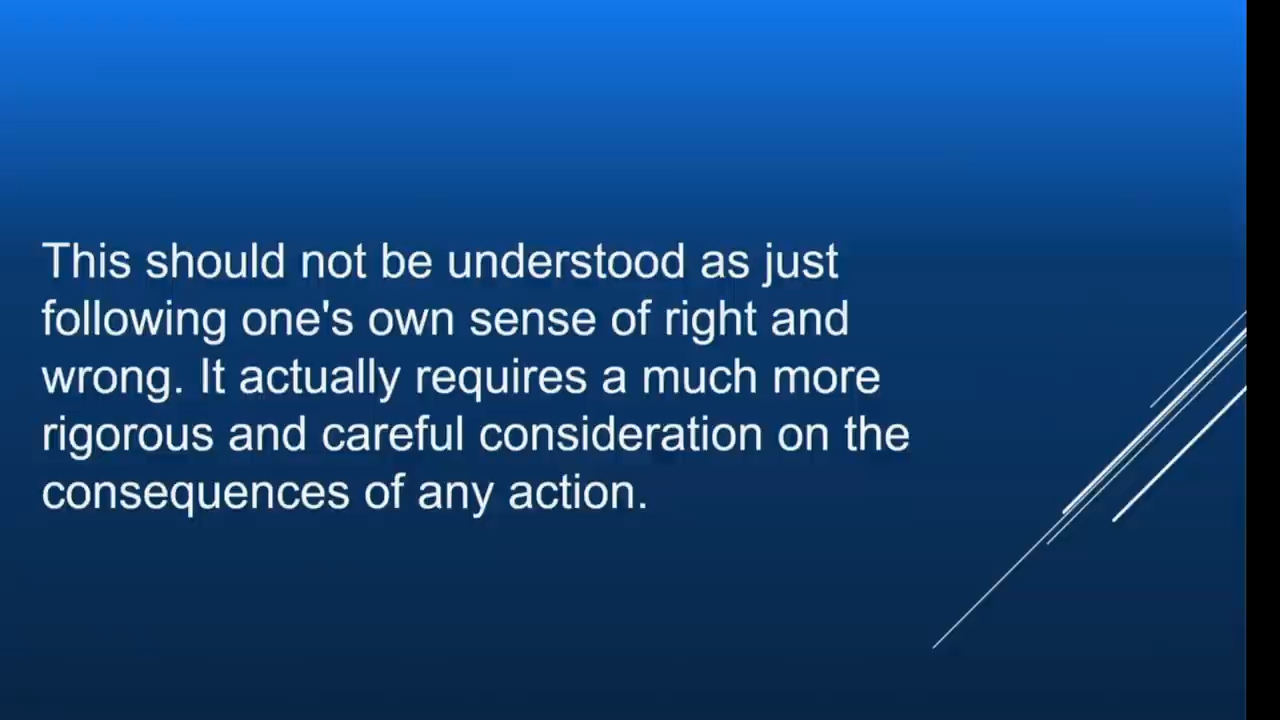 This should not be understood as just
following one's own sense of right and
wrong. It actually requires a much more
rigorous and careful consideration on the
consequences of any action.